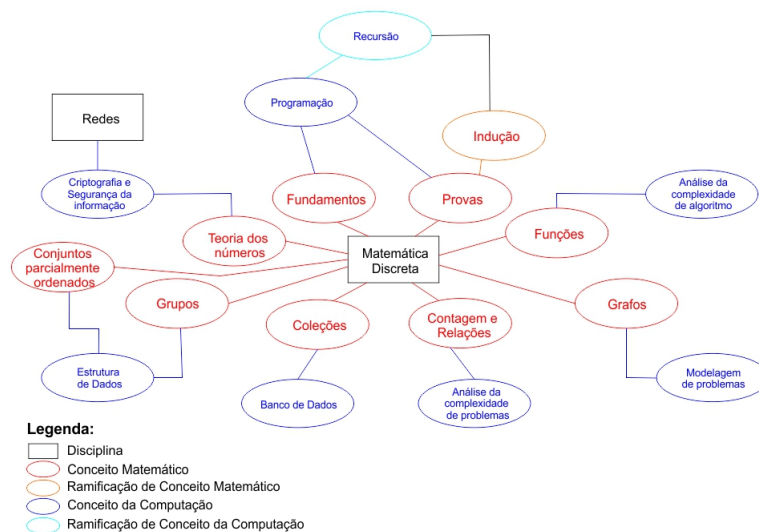 Recursão
Programação
Redes
Indução
Criptografia e
Segurança da
informação
Fundamentos
Provas
Análise da
complexidade
de algoritmo
Teoria dos
números
Funções
Matemática
Discreta
Conjuntos
parcialmente
ordenados
Grupos
Coleções
Contagem e
Relações
Grafos
Estrutura
de Dados
Banco de Dados
Análise da
complexidade
de problemas
Modelagem
de problemas
Legenda:
Disciplina
Conceito Matemático
Ramificação de Conceito Matemático
Conceito da Computação
Ramificação de Conceito da Computação